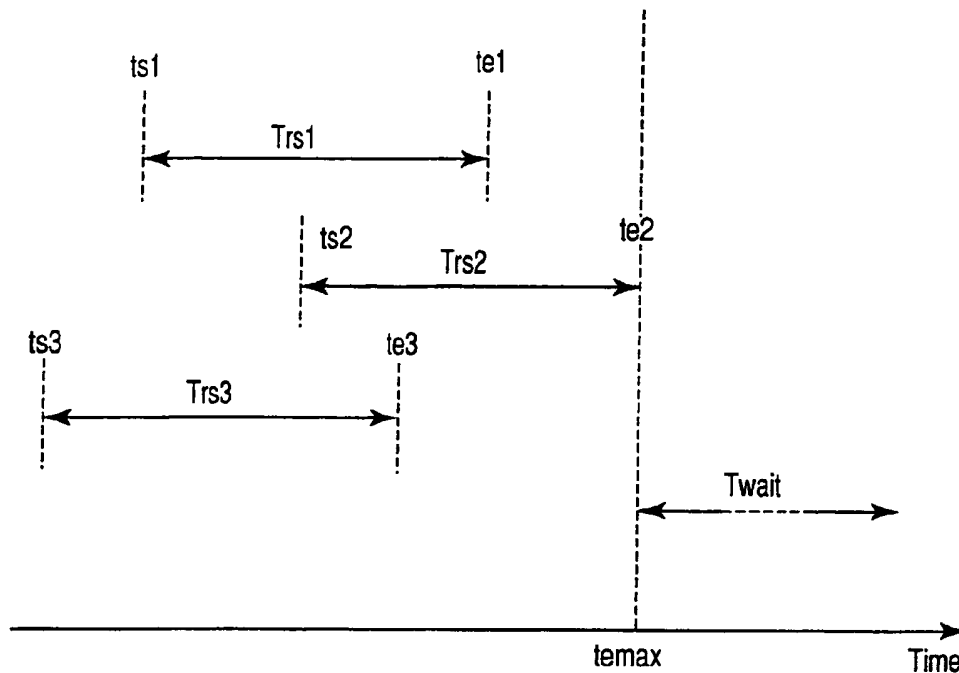 ts1
te1
Trs1
ts2
te2
Trs2
ts3
te3
Trs3
Twait
temax
Time